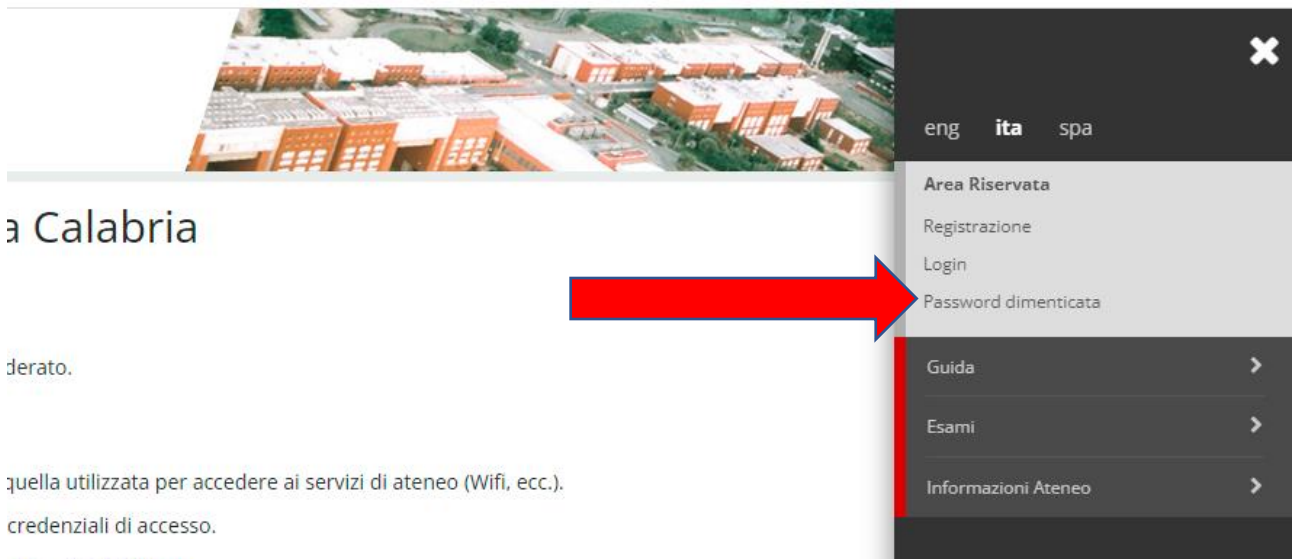 eng ita spa
Area Riservata
a Calabria
Registrazione
Login
Password dimenticata
derato.
Guida
Esami
quella utilizzata per accedere ai servizi di ateneo (Wifi, ecc.).
Informazioni Ateneo
credenziali di accesso.